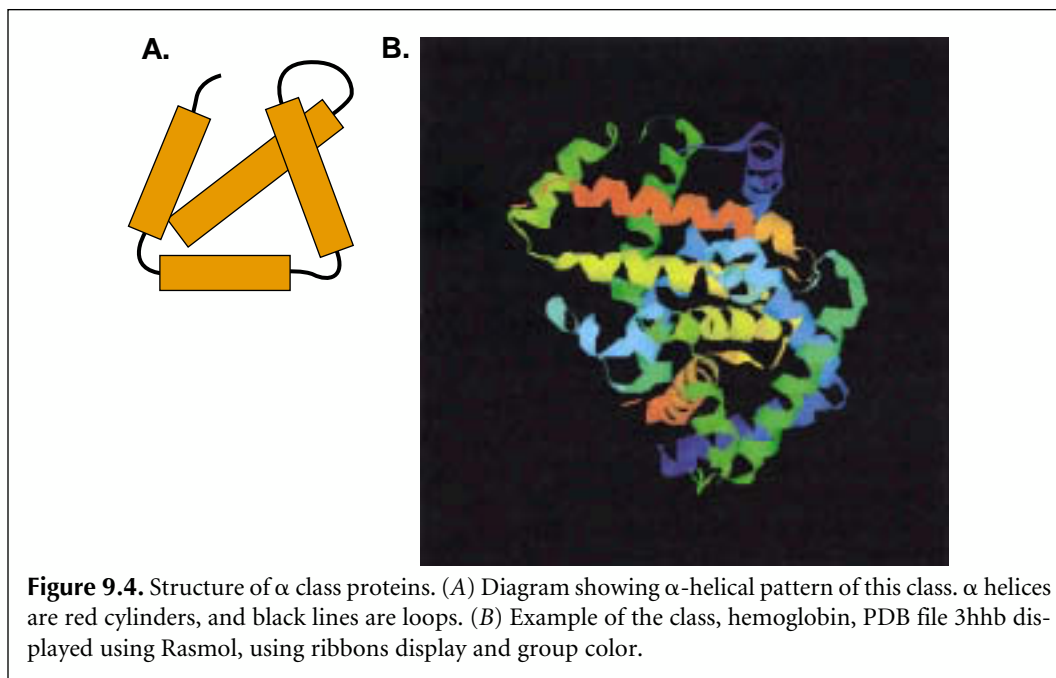 A.
B.
Figure 9.4. Structure of α class proteins. (A) Diagram showing α-helical pattern of this class. α helices
are red cylinders, and black lines are loops. (B) Example of the class, hemoglobin, PDB file 3hhb dis-
played using Rasmol, using ribbons display and group color.